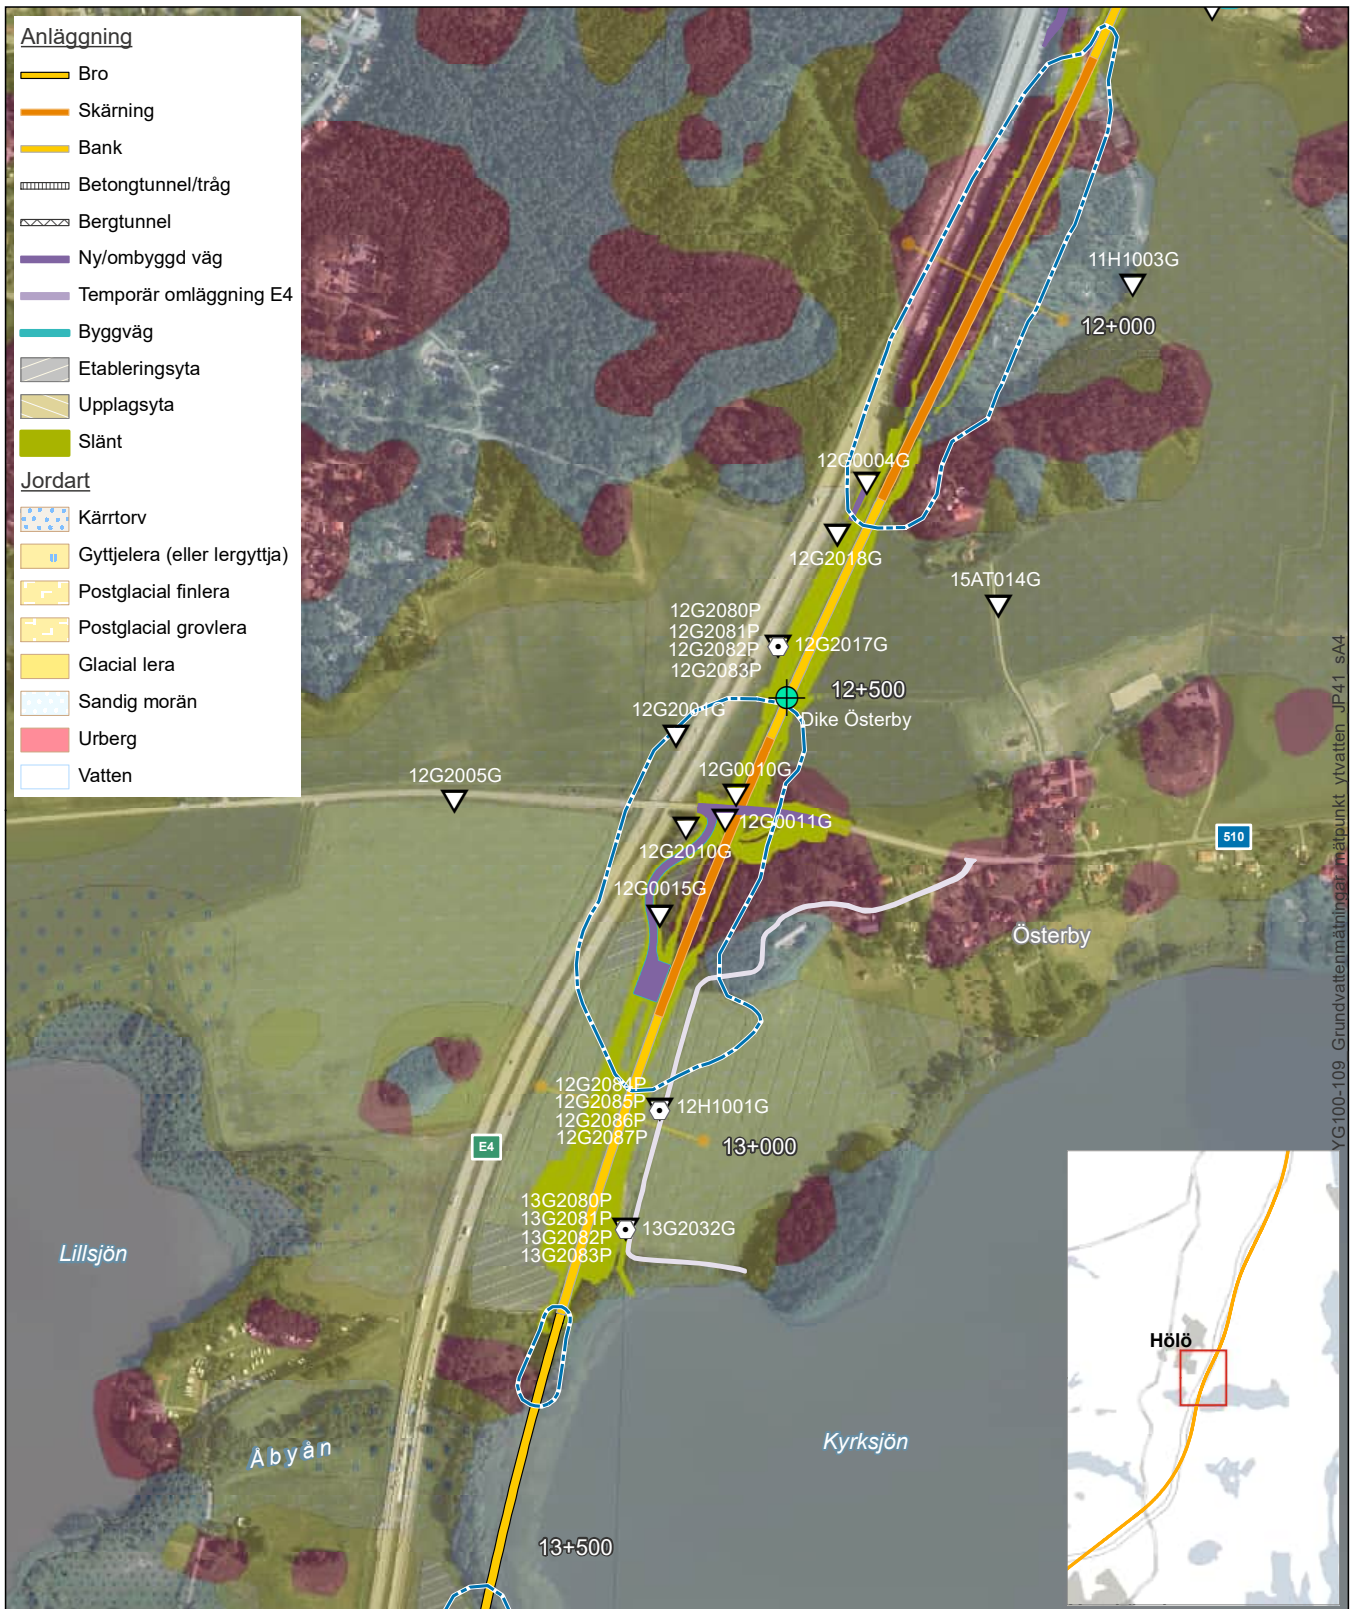 Anläggning
Bro
Skärning
Bank
Betongtunnel/tråg
Bergtunnel
Ny/ombyggd väg
Temporär omläggning E4
Byggväg
Etableringsyta
Upplagsyta
Slänt
Jordart
Kärrtorv
Gyttjelera (eller lergyttja)
Postglacial finlera
Postglacial grovlera
Glacial lera
Sandig morän
Urberg
Vatten
11H1003G
12+000
12G0004G
12G2018G
15AT014G
12G2080P
12G2081P
12G2082P
12G2083P
12G2017G
12+500
Dike Österby
12G2001G
12G2005G
12G0010G
12G0011G
12G2010G
510
12G0015G
Österby
12G2084P
12G2085P
12G2086P
12G2087P
12H1001G
13+000
E4
13G2080P
13G2081P
13G2082P
13G2083P
13G2032G
Lillsjön
Åbyån
Kyrksjön
13+500
Hölö
YG100-109 Grundvattenmätningar mätpunkt ytvatten JP41 sA4